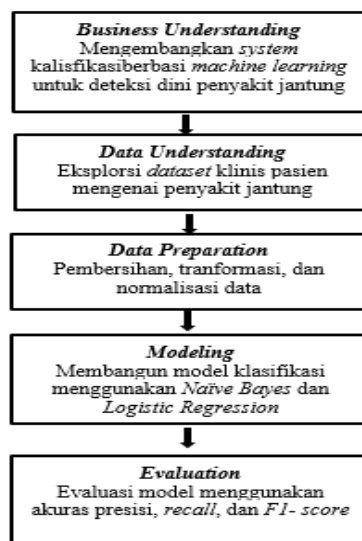 Business Understanding
Mengembangkan system
kalisfikasiberbasi machine learning
untuk deteksi dini penyakit jantung
Data Understanding
Eksplorsi dataset klinis pasien
mengenai penyakit jantung
Data Preparation
Pembersihan, tranformasi, dan
normalisasi data
Modeling
Membangun model klasifikasi
menggunakan Naïve Bayes dan
Logistic Regression
Evaluation
Evaluasi model menggunakan
akuras presisi, recall, dan F1- score